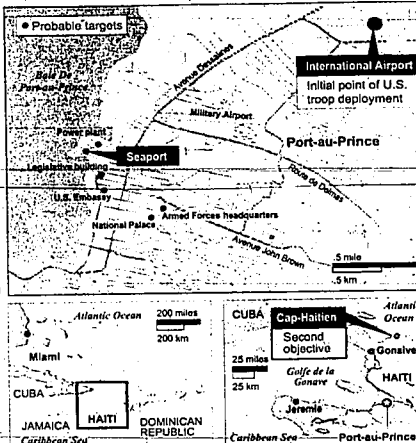 Probable targets
Baie De
Port-au-Prince
Avenue Dessalines
International Airport
Initial point of U.S.
troop deployment
Military Airport
Power plant
Port-au-Prince
Seaport
Legislative building
Route de Dalmas
U.S. Embassy
Armed Forces headquarters
National Palace
Avenue John Brown
.5 mile
.5 km
Atlantic Ocean
200 miles
200 km
Miami
CUBA
HAITI
JAMAICA
DOMINICAN
REPUBLIC
Caribbean Sea
CUBA
Atlanti
Ocean
Cap-Haitien
Second
objective
Gonaive
25 miles
25 km
Golfe de la
Gonave
HAITI
Jeremie
Caribbean Sea
Port-au-Prince